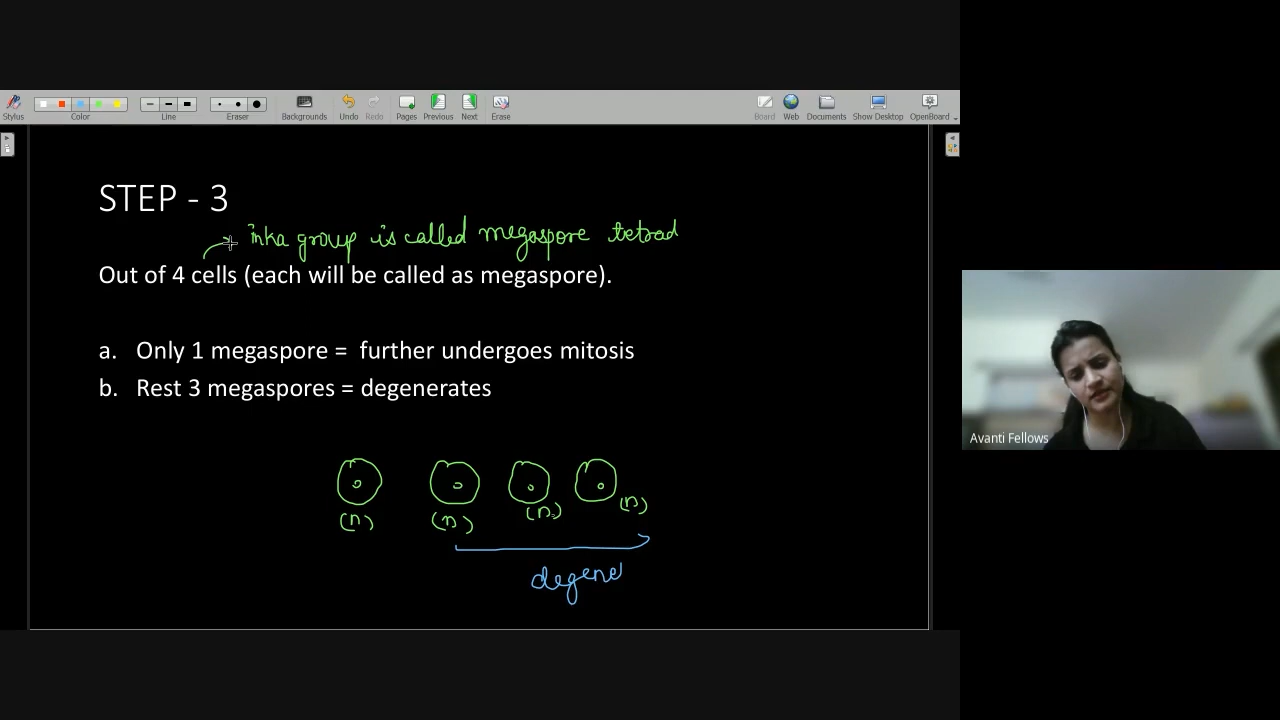 Stylus
Color
Line
Eraser
Backgrounds
Undo
Redo
Pages
Previous
Next
Erase
Board
Web
Documents
Show Desktop
OpenBoard
STEP - 3
inka group is called megaspore tetrad
Out of 4 cells (each will be called as megaspore).
a. Only 1 megaspore = further undergoes mitosis
b. Rest 3 megaspores = degenerates
(n) (n) (n) (n)
degene
Avanti Fellows